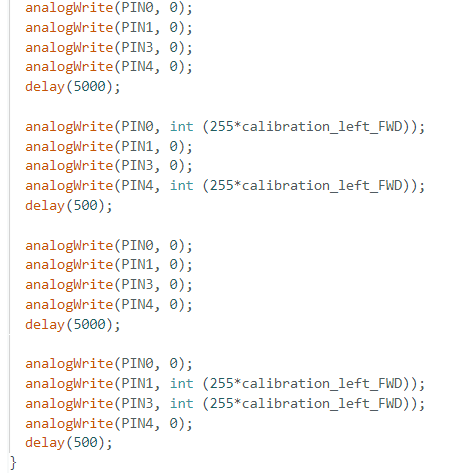 analogWrite(PIN0, 0);
analogWrite(PIN1, 0);
analogWrite(PIN3, 0);
analogWrite(PIN4, 0);
delay(5000);
analogWrite(PIN0, int (255*calibration_left_FWD));
analogWrite(PIN1, 0);
analogWrite(PIN3, 0);
analogWrite(PIN4, int (255*calibration_left_FWD));
delay(500);
analogWrite(PIN0, 0);
analogWrite(PIN1, 0);
analogWrite(PIN3, 0);
analogWrite(PIN4, 0);
delay(5000);
analogWrite(PIN0, 0);
analogWrite(PIN1, int (255*calibration_left_FWD));
analogWrite(PIN3, int (255*calibration_left_FWD));
analogWrite(PIN4, 0);
delay(500);
}